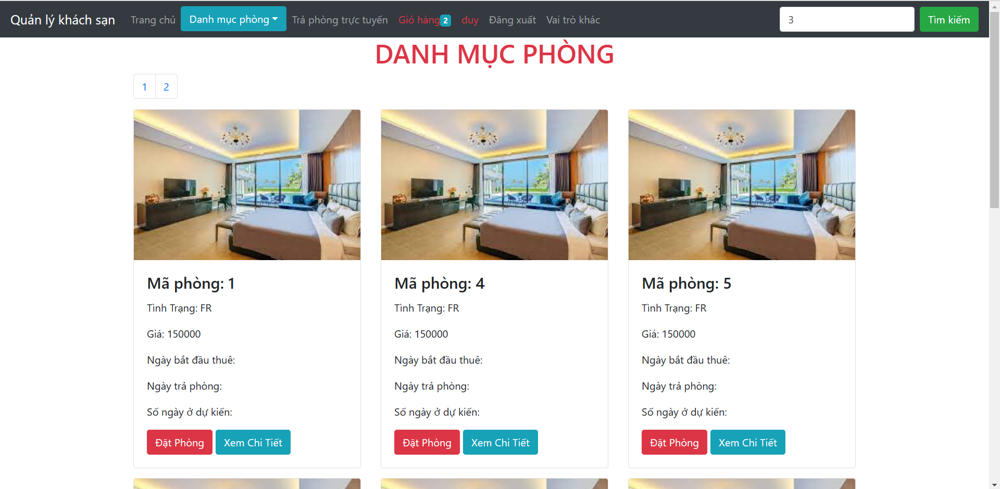 Quản lý khách sạn Trang chủ Danh mục phòng Trả phòng trực tuyến Giỏ hàng 2 duy Đăng xuất Vai trò khác 3 Tìm kiếm
DANH MỤC PHÒNG
1 2
Mã phòng: 1
Tình Trạng: FR
Giá: 150000
Ngày bắt đầu thuê:
Ngày trả phòng:
Số ngày ở dự kiến:
Đặt Phòng Xem Chi Tiết
Mã phòng: 4
Tình Trạng: FR
Giá: 150000
Ngày bắt đầu thuê:
Ngày trả phòng:
Số ngày ở dự kiến:
Đặt Phòng Xem Chi Tiết
Mã phòng: 5
Tình Trạng: FR
Giá: 150000
Ngày bắt đầu thuê:
Ngày trả phòng:
Số ngày ở dự kiến:
Đặt Phòng Xem Chi Tiết